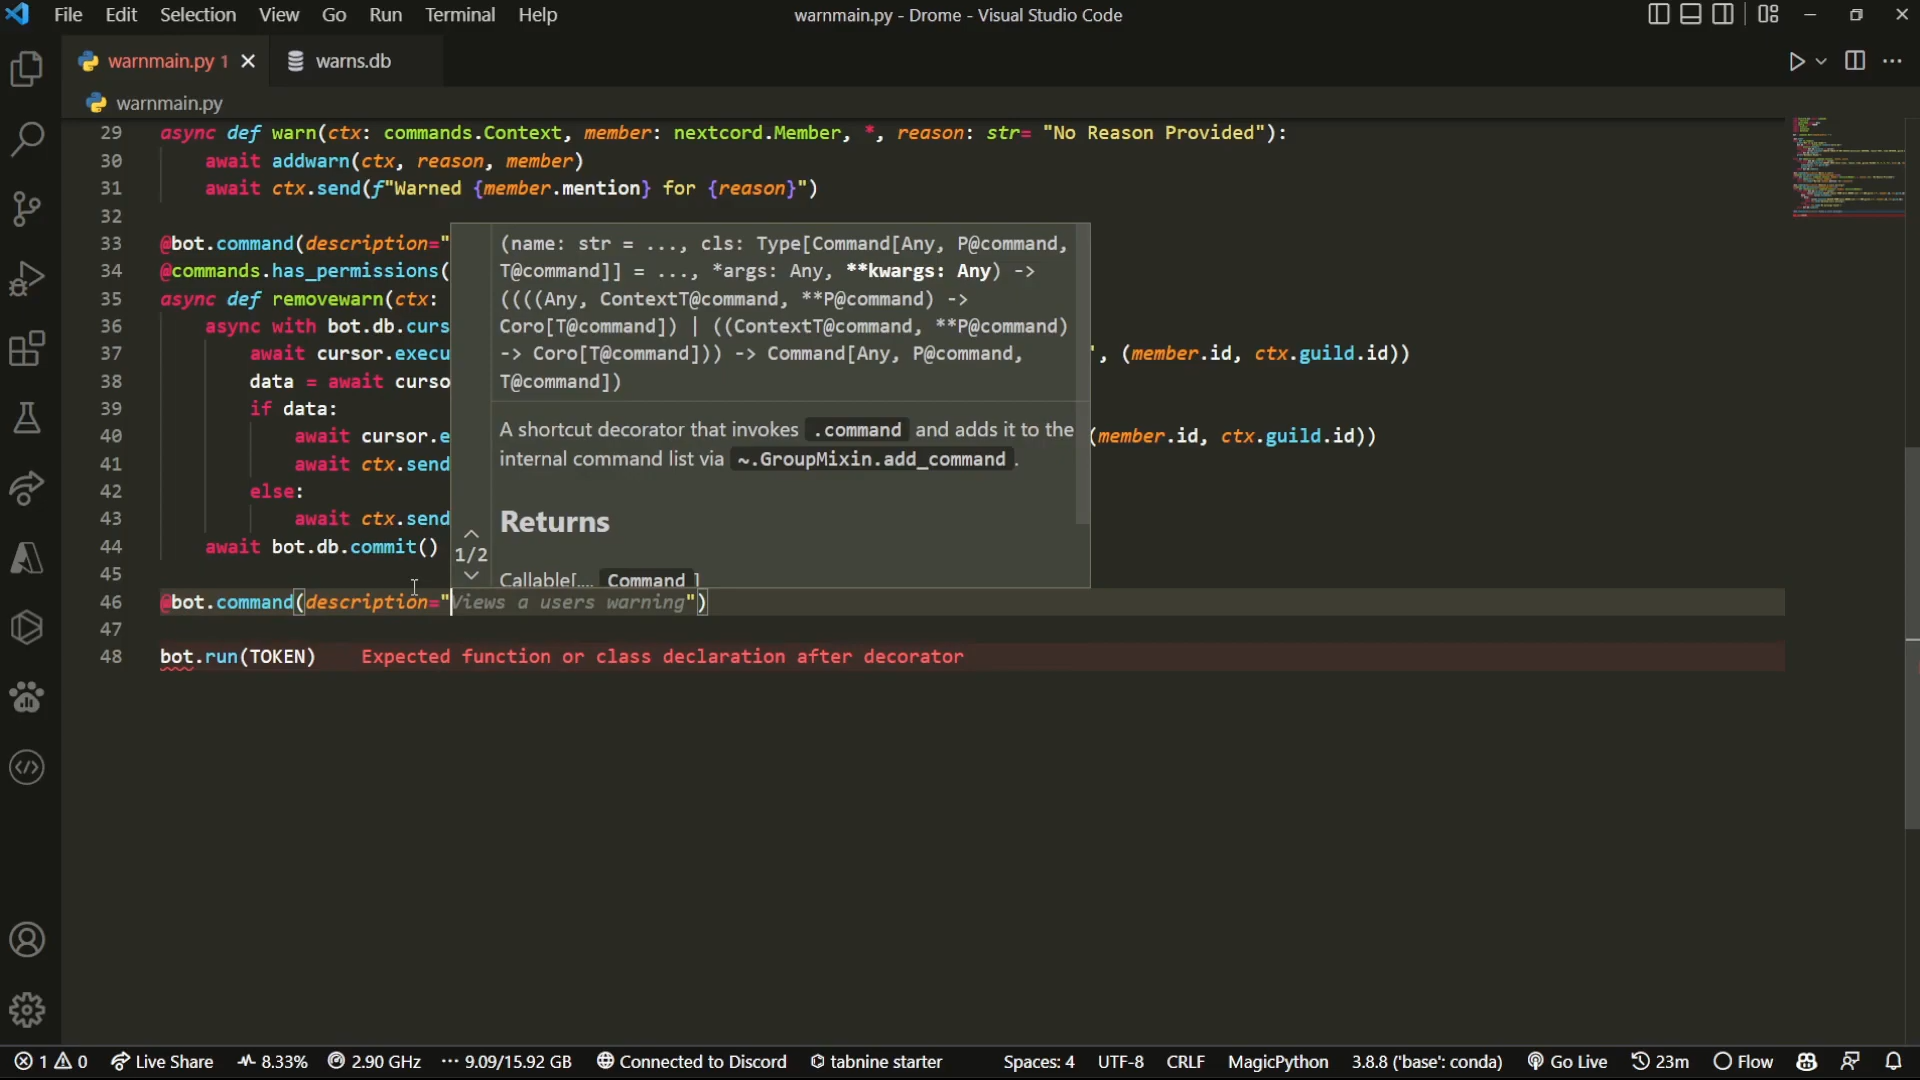 File Edit Selection View Go Run Terminal Help
warnmain.py - Drome - Visual Studio Code
warnmain.py 1
warns.db
warnmain.py
29 async def warn(ctx: commands.Context, member: nextcord.Member, *, reason: str= "No Reason Provided"):
30 await addwarn(ctx, reason, member)
31 await ctx.send(f"Warned {member.mention} for {reason}")
32
33 @bot.command(description="
34 @commands.has_permissions(
35 async def removewarn(ctx:
36 async with bot.db.curs
37 await cursor.execu ', (member.id, ctx.guild.id))
38 data = await curso
39 if data:
40 await cursor.e (member.id, ctx.guild.id))
41 await ctx.send
42 else:
43 await ctx.send
44 await bot.db.commit()
45
46 @bot.command(description="Views a users warning")
47
48 bot.run(TOKEN) Expected function or class declaration after decorator
(name: str = ..., cls: Type[Command[Any, P@command,
T@command]] = ..., *args: Any, **kwargs: Any) ->
((((Any, ContextT@command, **P@command) ->
Coro[T@command]) | ((ContextT@command, **P@command)
-> Coro[T@command])) -> Command[Any, P@command,
T@command])
A shortcut decorator that invokes .command and adds it to the
internal command list via ~.GroupMixin.add_command .
Returns
1/2
Callable[..., Command ]
1 0 Live Share 8.33% 2.90 GHz 9.09/15.92 GB Connected to Discord tabnine starter Spaces: 4 UTF-8 CRLF MagicPython 3.8.8 ('base': conda) Go Live 23m Flow